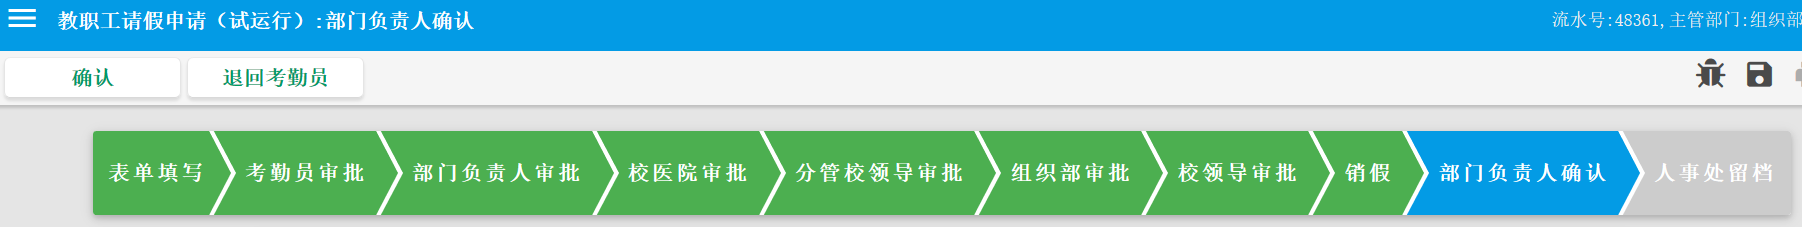 教职工请假申请（试运行）:部门负责人确认
流水号:48361,主管部门:组织部
确认
退回考勤员
表单填写
考勤员审批
部门负责人审批
校医院审批
分管校领导审批
组织部审批
校领导审批
销假
部门负责人确认
人事处留档